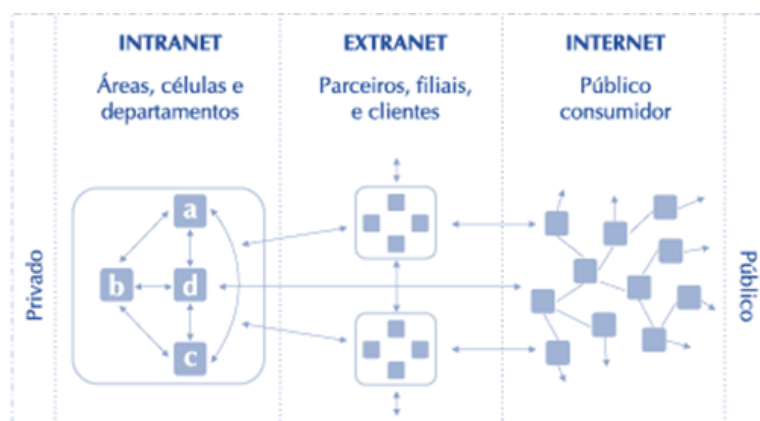 INTRANET
Áreas, células e
departamentos
EXTRANET
Parceiros, filiais,
e clientes
INTERNET
Público
consumidor
Privado
a
b
d
c
Público